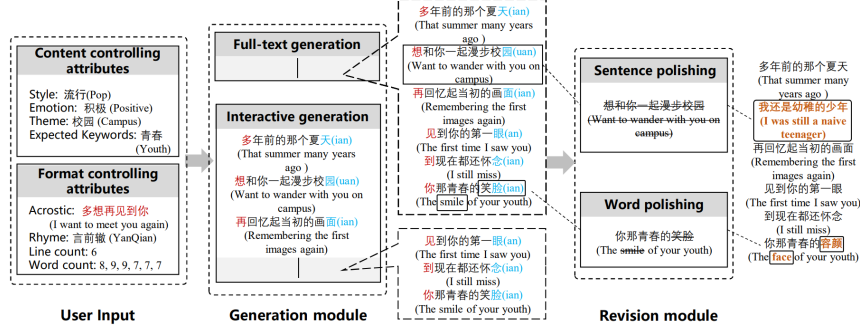 Content controlling
attributes
Style: 流行(Pop)
Emotion: 积极 (Positive)
Theme: 校园 (Campus)
Expected Keywords: 青春
(Youth)
Format controlling
attributes
Acrostic: 多想再见到你
(I want to meet you again)
Rhyme: 言前辙 (YanQian)
Line count: 6
Word count: 8, 9, 9, 7, 7, 7
User Input
Full-text generation
Interactive generation
多年前的那个夏天(ian)
(That summer many years
ago )
想和你一起漫步校园(uan)
(Want to wander with you on
campus)
再回忆起当初的画面(ian)
(Remembering the first
images again)
Generation module
多年前的那个夏天(ian)
(That summer many years
ago )
想和你一起漫步校园(uan)
(Want to wander with you on
campus)
再回忆起当初的画面(ian)
(Remembering the first
images again)
见到你的第一眼(an)
(The first time I saw you)
到现在都还怀念(ian)
(I still miss)
你那青春的笑脸(ian)
(The smile of your youth)
见到你的第一眼(an)
(The first time I saw you)
到现在都还怀念(ian)
(I still miss)
你那青春的笑脸(ian)
(The smile of your youth)
Sentence polishing
想和你一起漫步校园
(Want to wander with you on
campus)
Word polishing
你那青春的笑脸
(The smile of your youth)
Revision module
多年前的那个夏天
(That summer many
years ago)
我还是幼稚的少年
(I was still a naive
teenager)
再回忆起当初的画面
(Remembering the first
images again)
见到你的第一眼
(The first time I saw you)
到现在都还怀念
(I still miss)
你那青春的容颜
(The face of your youth)